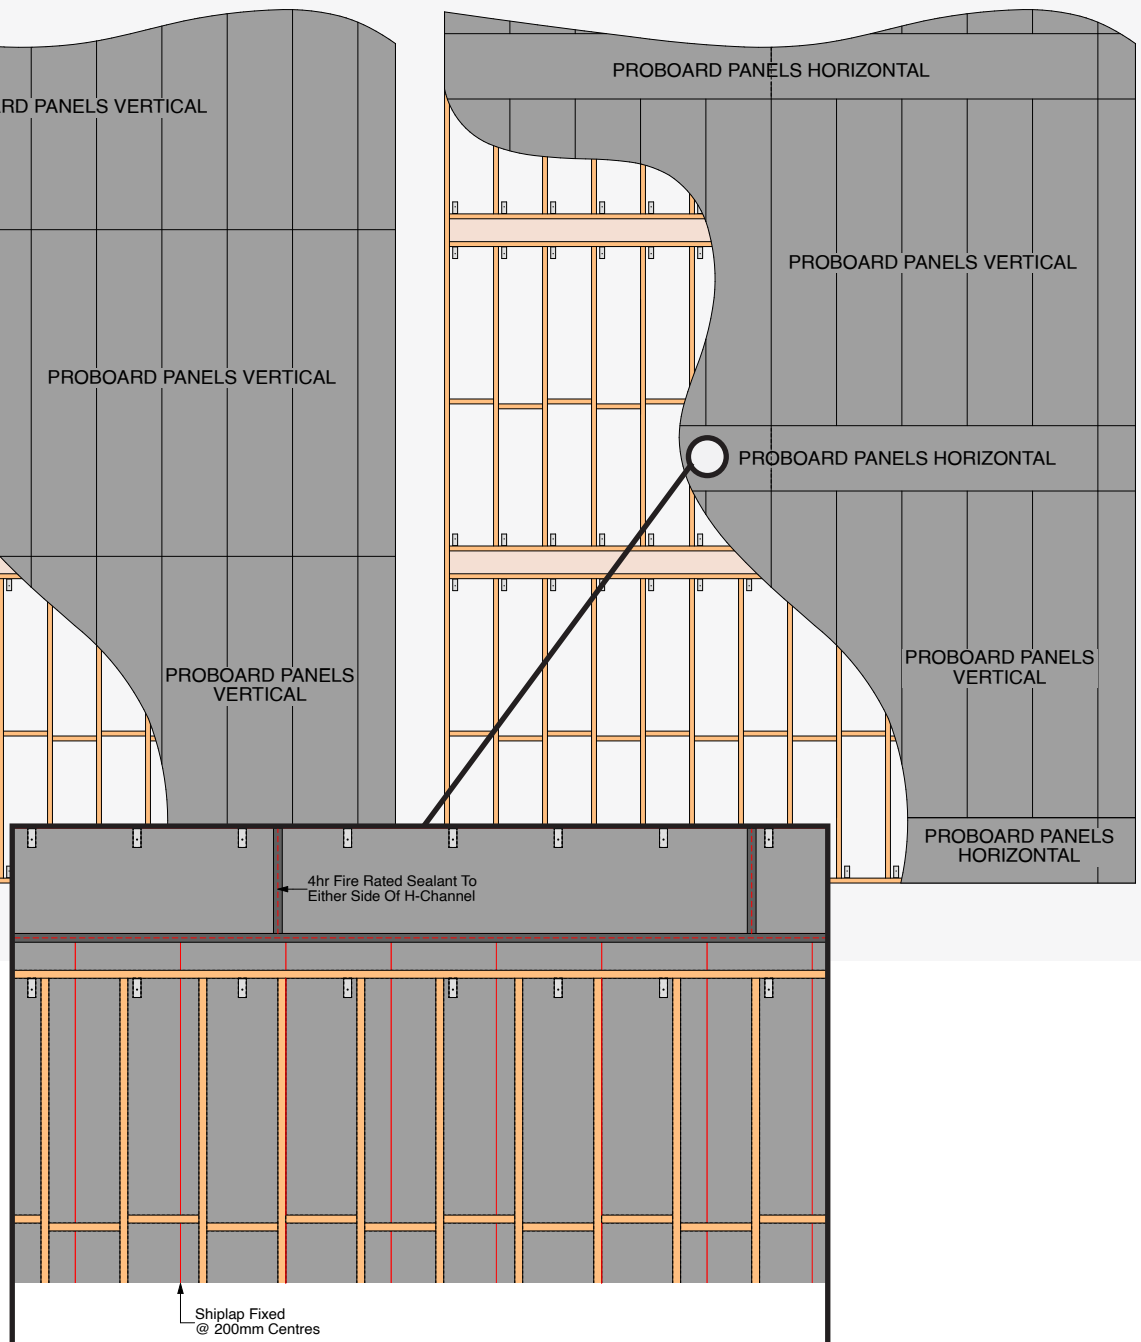 PROBOARD PANELS HORIZONTAL
RD PANELS VERTICAL
PROBOARD PANELS VERTICAL
PROBOARD PANELS VERTICAL
PROBOARD PANELS HORIZONTAL
PROBOARD PANELS
VERTICAL
PROBOARD PANELS
VERTICAL
PROBOARD PANELS
HORIZONTAL
4hr Fire Rated Sealant To
Either Side Of H-Channel
Shiplap Fixed
@ 200mm Centres